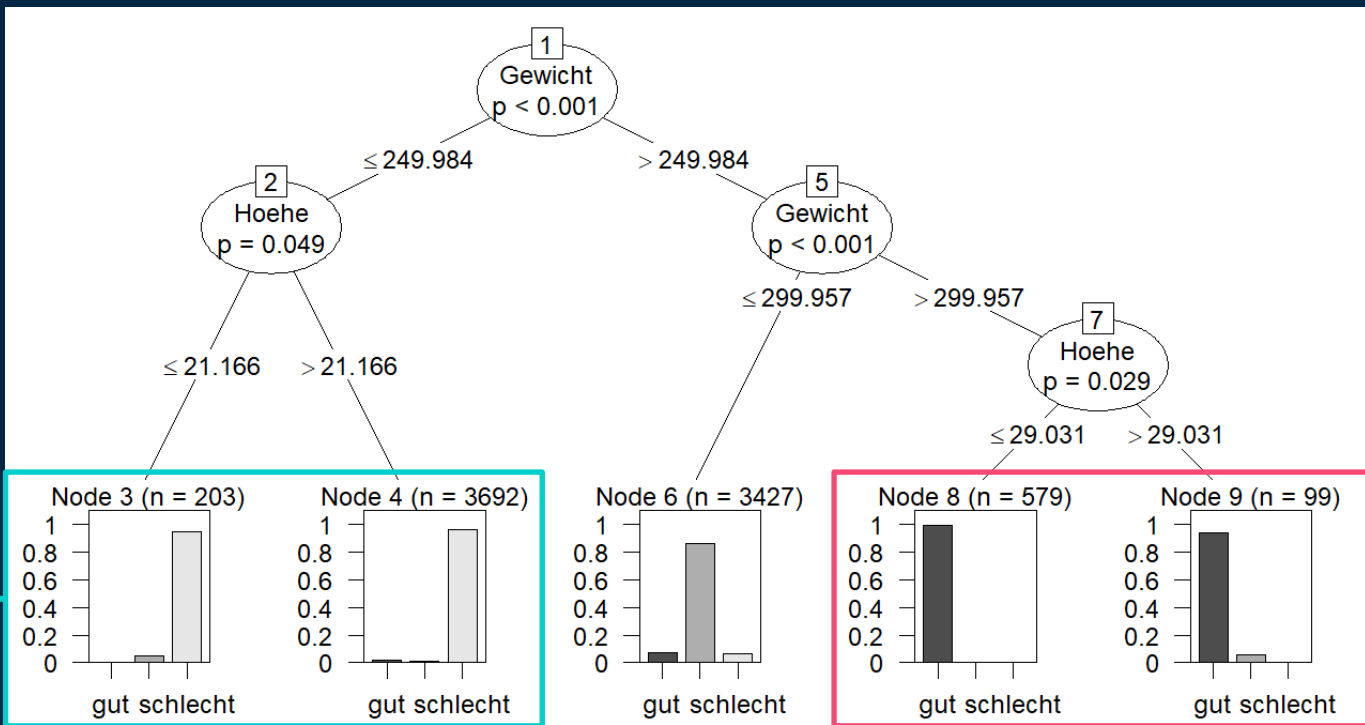 1
Gewicht
p < 0.001
≤ 249.984
> 249.984
2
Hoehe
p = 0.049
5
Gewicht
p < 0.001
≤ 21.166
> 21.166
≤ 299.957
> 299.957
7
Hoehe
p = 0.029
≤ 29.031
> 29.031
Node 3 (n = 203)
1
0.8
0.6
0.4
0.2
0
gut schlecht
Node 4 (n = 3692)
1
0.8
0.6
0.4
0.2
0
gut schlecht
Node 6 (n = 3427)
1
0.8
0.6
0.4
0.2
0
gut schlecht
Node 8 (n = 579)
1
0.8
0.6
0.4
0.2
0
gut schlecht
Node 9 (n = 99)
1
0.8
0.6
0.4
0.2
0
gut schlecht